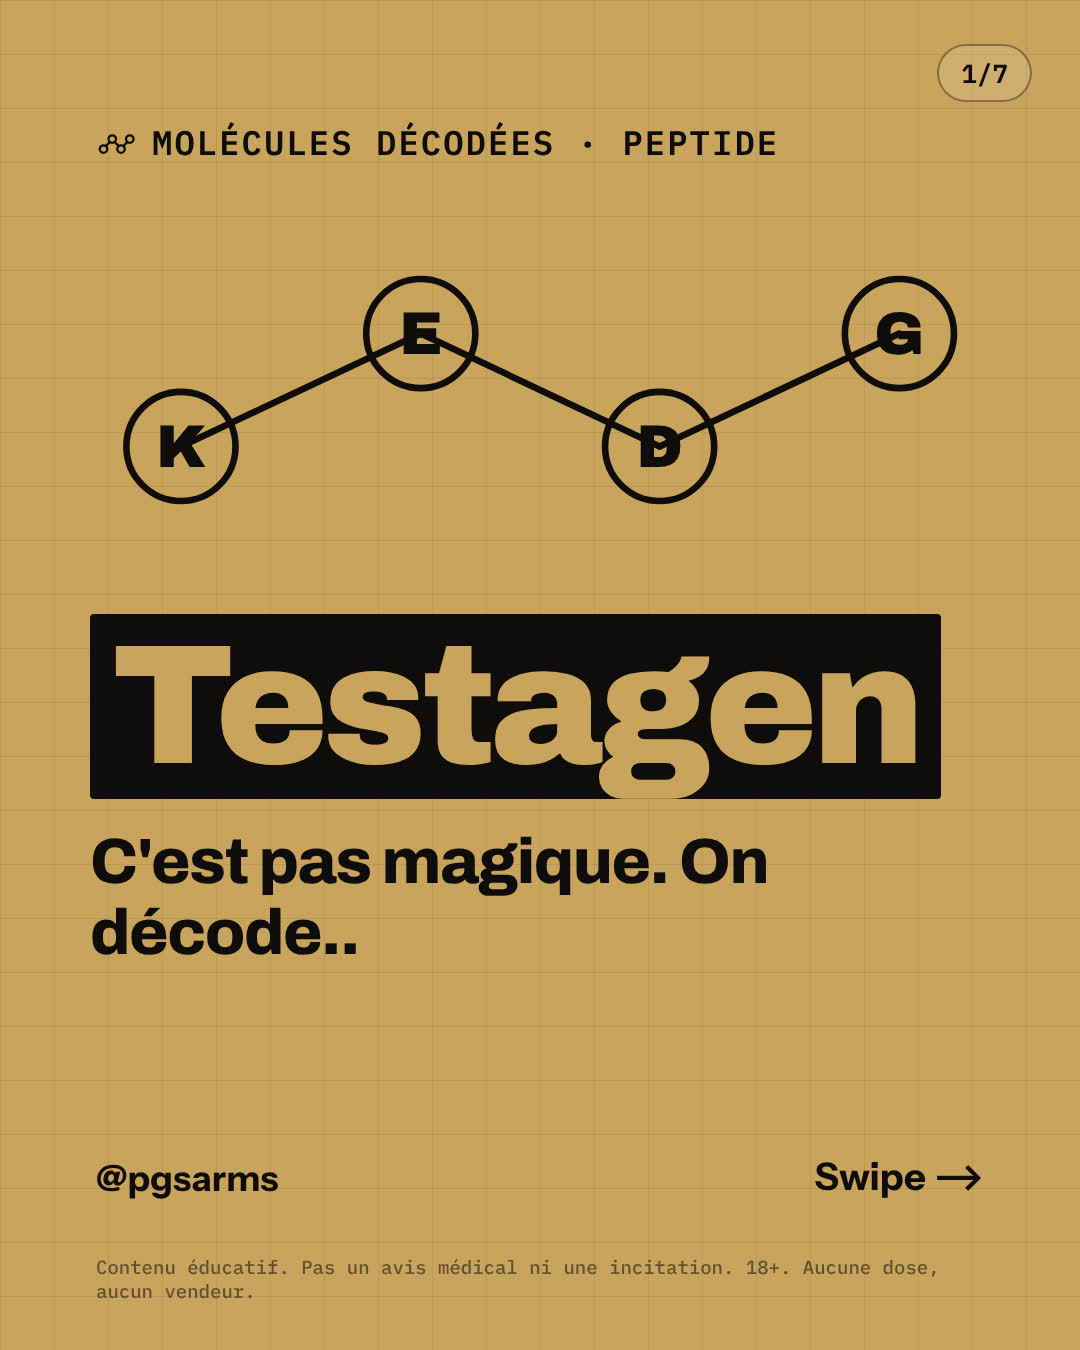 1/7
MOLÉCULES DÉCODÉES · PEPTIDE
K E D G
Testagen
C'est pas magique. On
décode..
@pgsarms
Swipe →
Contenu éducatif. Pas un avis médical ni une incitation. 18+. Aucune dose,
aucun vendeur.